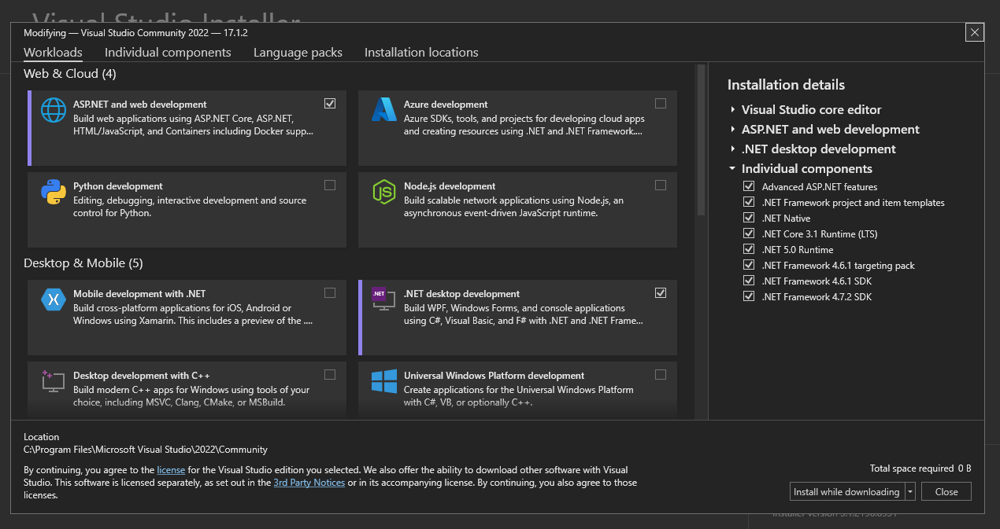 Visual Studio Installer
Modifying — Visual Studio Community 2022 — 17.1.2
Workloads
Individual components
Language packs
Installation locations
Web & Cloud (4)
ASP.NET and web development
Build web applications using ASP.NET Core, ASP.NET,
HTML/JavaScript, and Containers including Docker supp...
Azure development
Azure SDKs, tools, and projects for developing cloud apps
and creating resources using .NET and .NET Framework....
Python development
Editing, debugging, interactive development and source
control for Python.
JS
Node.js development
Build scalable network applications using Node.js, an
asynchronous event-driven JavaScript runtime.
Desktop & Mobile (5)
Mobile development with .NET
Build cross-platform applications for iOS, Android or
Windows using Xamarin. This includes a preview of the ....
.NET
.NET desktop development
Build WPF, Windows Forms, and console applications
using C#, Visual Basic, and F# with .NET and .NET Frame...
Desktop development with C++
Build modern C++ apps for Windows using tools of your
choice, including MSVC, Clang, CMake, or MSBuild.
Universal Windows Platform development
Create applications for the Universal Windows Platform
with C#, VB, or optionally C++.
Installation details
Visual Studio core editor
ASP.NET and web development
.NET desktop development
Individual components
Advanced ASP.NET features
.NET Framework project and item templates
.NET Native
.NET Core 3.1 Runtime (LTS)
.NET 5.0 Runtime
.NET Framework 4.6.1 targeting pack
.NET Framework 4.6.1 SDK
.NET Framework 4.7.2 SDK
Location
C:\Program Files\Microsoft Visual Studio\2022\Community
By continuing, you agree to the license for the Visual Studio edition you selected. We also offer the ability to download other software with Visual
Studio. This software is licensed separately, as set out in the 3rd Party Notices or in its accompanying license. By continuing, you also agree to those
licenses.
Total space required 0 B
Install while downloading
Close
Installer version